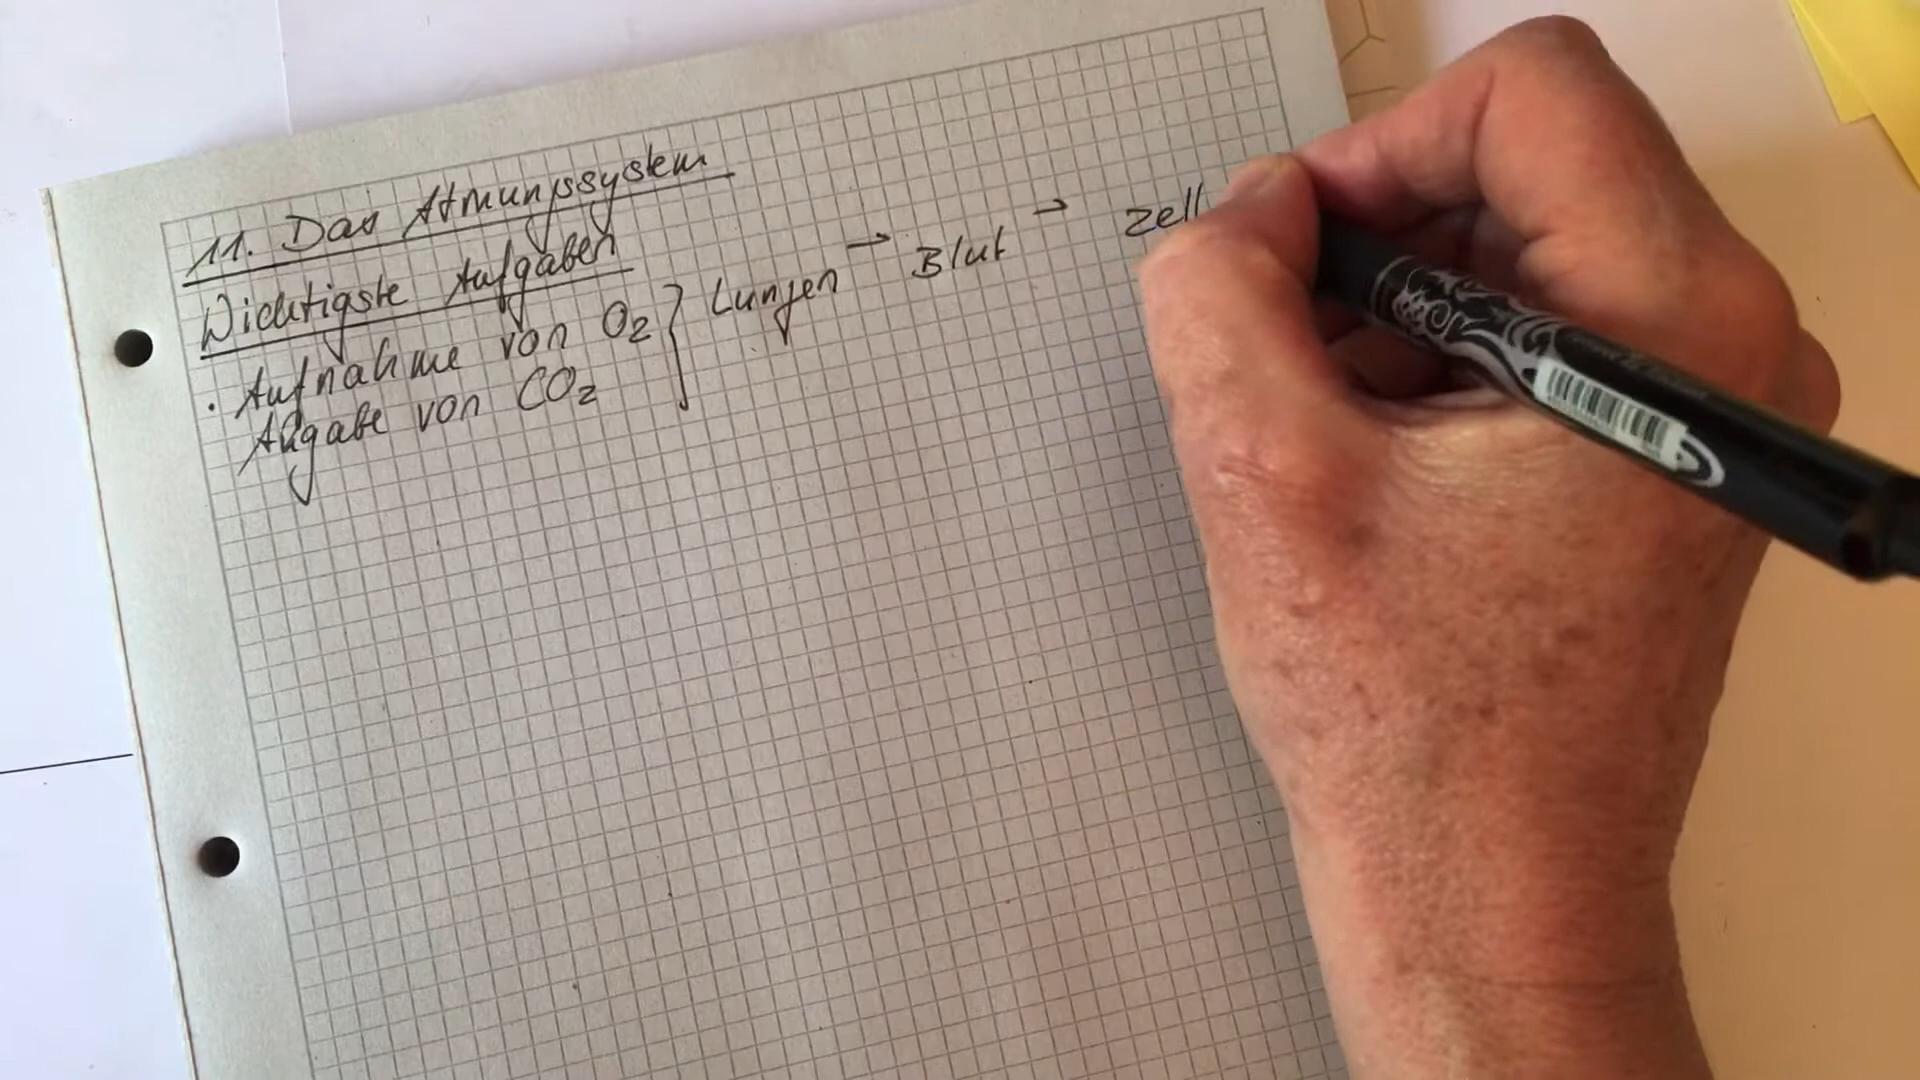 11. Das Atmungssystem
Wichtigste Aufgaben
· Aufnahme von O₂ } Lungen → Blut → Zell
Abgabe von CO₂